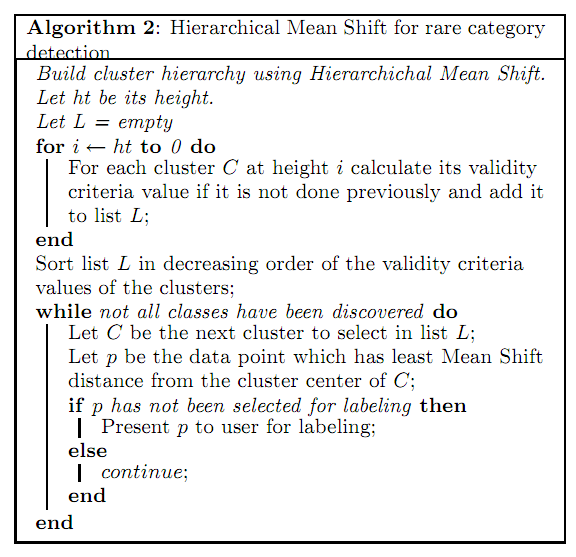 Algorithm 2: Hierarchical Mean Shift for rare category
detection
Build cluster hierarchy using Hierarchichal Mean Shift.
Let ht be its height.
Let L = empty
for i ← ht to 0 do
For each cluster C at height i calculate its validity
criteria value if it is not done previously and add it
to list L;
end
Sort list L in decreasing order of the validity criteria
values of the clusters;
while not all classes have been discovered do
Let C be the next cluster to select in list L;
Let p be the data point which has least Mean Shift
distance from the cluster center of C;
if p has not been selected for labeling then
Present p to user for labeling;
else
continue;
end
end